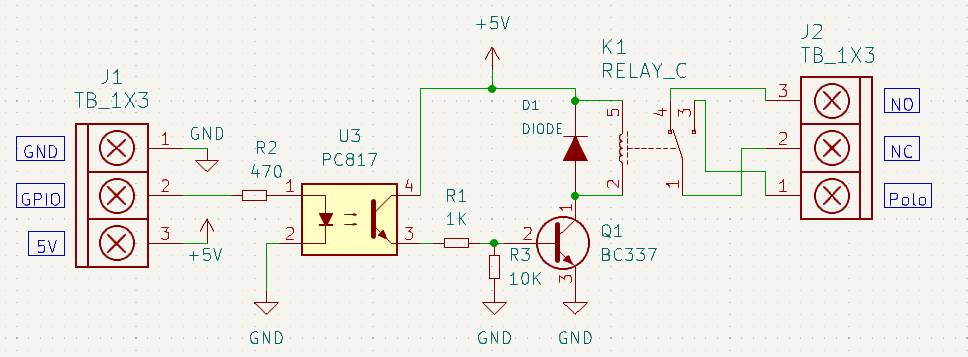 +5V
J1
TB_1X3
GND
GPIO
5V
1
2
3
GND
+5V
R2
470
U3
PC817
1
2
4
3
GND
R1
1K
R3
10K
GND
D1
DIODE
K1
RELAY_C
5
2
4
3
1
1
2
3
Q1
BC337
GND
J2
TB_1X3
3
2
1
NO
NC
Polo